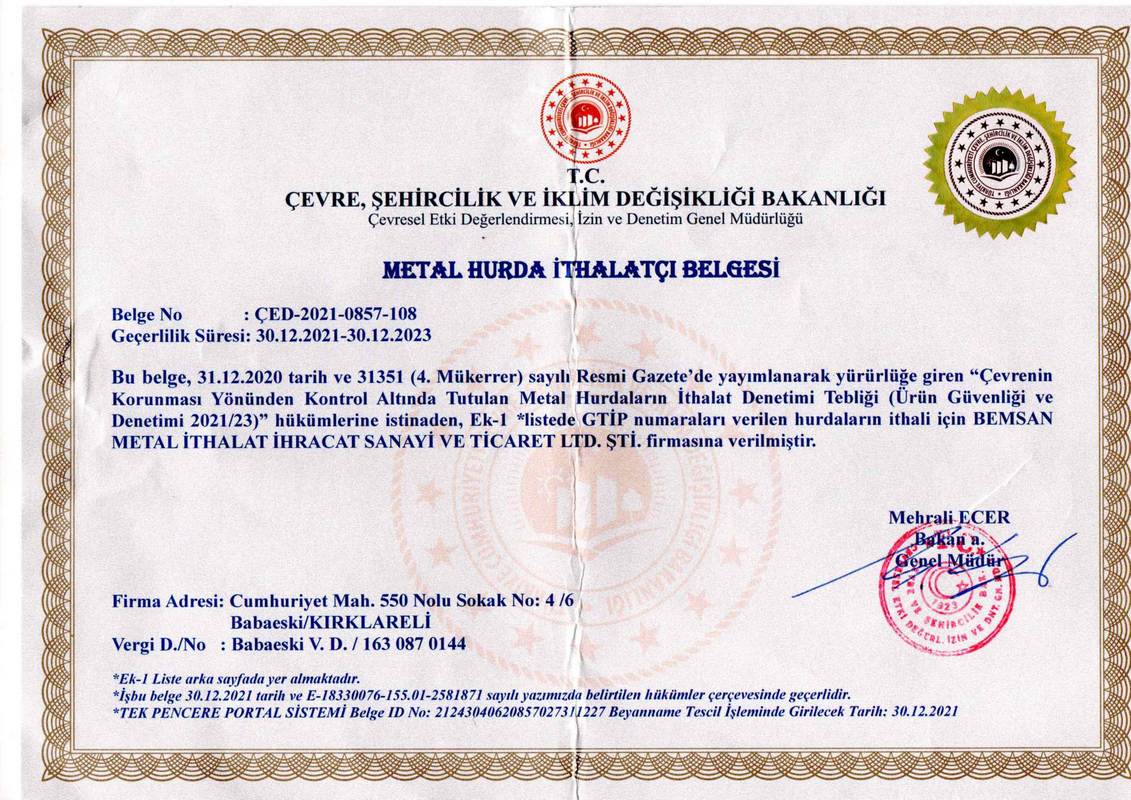 T.C.
ÇEVRE, ŞEHİRCİLİK VE İKLİM DEĞİŞİKLİĞİ BAKANLIĞI
Çevresel Etki Değerlendirmesi, İzin ve Denetim Genel Müdürlüğü
METAL HURDA İTHALATÇI BELGESİ
Belge No : ÇED-2021-0857-108
Geçerlilik Süresi: 30.12.2021-30.12.2023
Bu belge, 31.12.2020 tarih ve 31351 (4. Mükerrer) sayılı Resmi Gazete’de yayımlanarak yürürlüğe giren “Çevrenin
Korunması Yönünden Kontrol Altında Tutulan Metal Hurdaların İthalat Denetimi Tebliği (Ürün Güvenliği ve
Denetimi 2021/23)” hükümlerine istinaden, Ek-1 *listede GTİP numaraları verilen hurdaların ithali için BEMSAN
METAL İTHALAT İHRACAT SANAYİ VE TİCARET LTD. ŞTİ. firmasına verilmiştir.
Mehrali ECER
Bakan a.
Genel Müdür
T.C.
1923
Firma Adresi: Cumhuriyet Mah. 550 Nolu Sokak No: 4 /6
Babaeski/KIRKLARELİ
Vergi D./No : Babaeski V. D. / 163 087 0144
*Ek-1 Liste arka sayfada yer almaktadır.
*İşbu belge 30.12.2021 tarih ve E-18330076-155.01-2581871 sayılı yazımızda belirtilen hükümler çerçevesinde geçerlidir.
*TEK PENCERE PORTAL SİSTEMİ Belge ID No: 21243040620857027311227 Beyanname Tescil İşleminde Girilecek Tarih: 30.12.2021